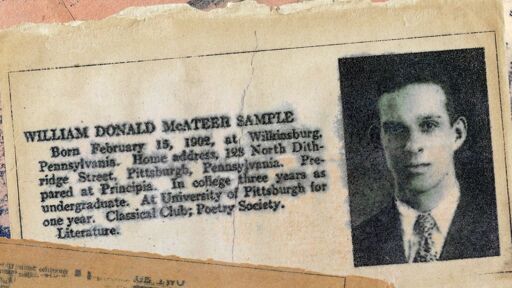 WILLIAM DONALD McATEER SAMPLE
Born February 15, 1902, at Wilkinsburg,
Pennsylvania. Home address, 128 North Dith-
ridge Street, Pittsburgh, Pennsylvania. Pre-
pared at Principia. In college three years as
undergraduate. At University of Pittsburgh for
one year. Classical Club; Poetry Society.
Literature.